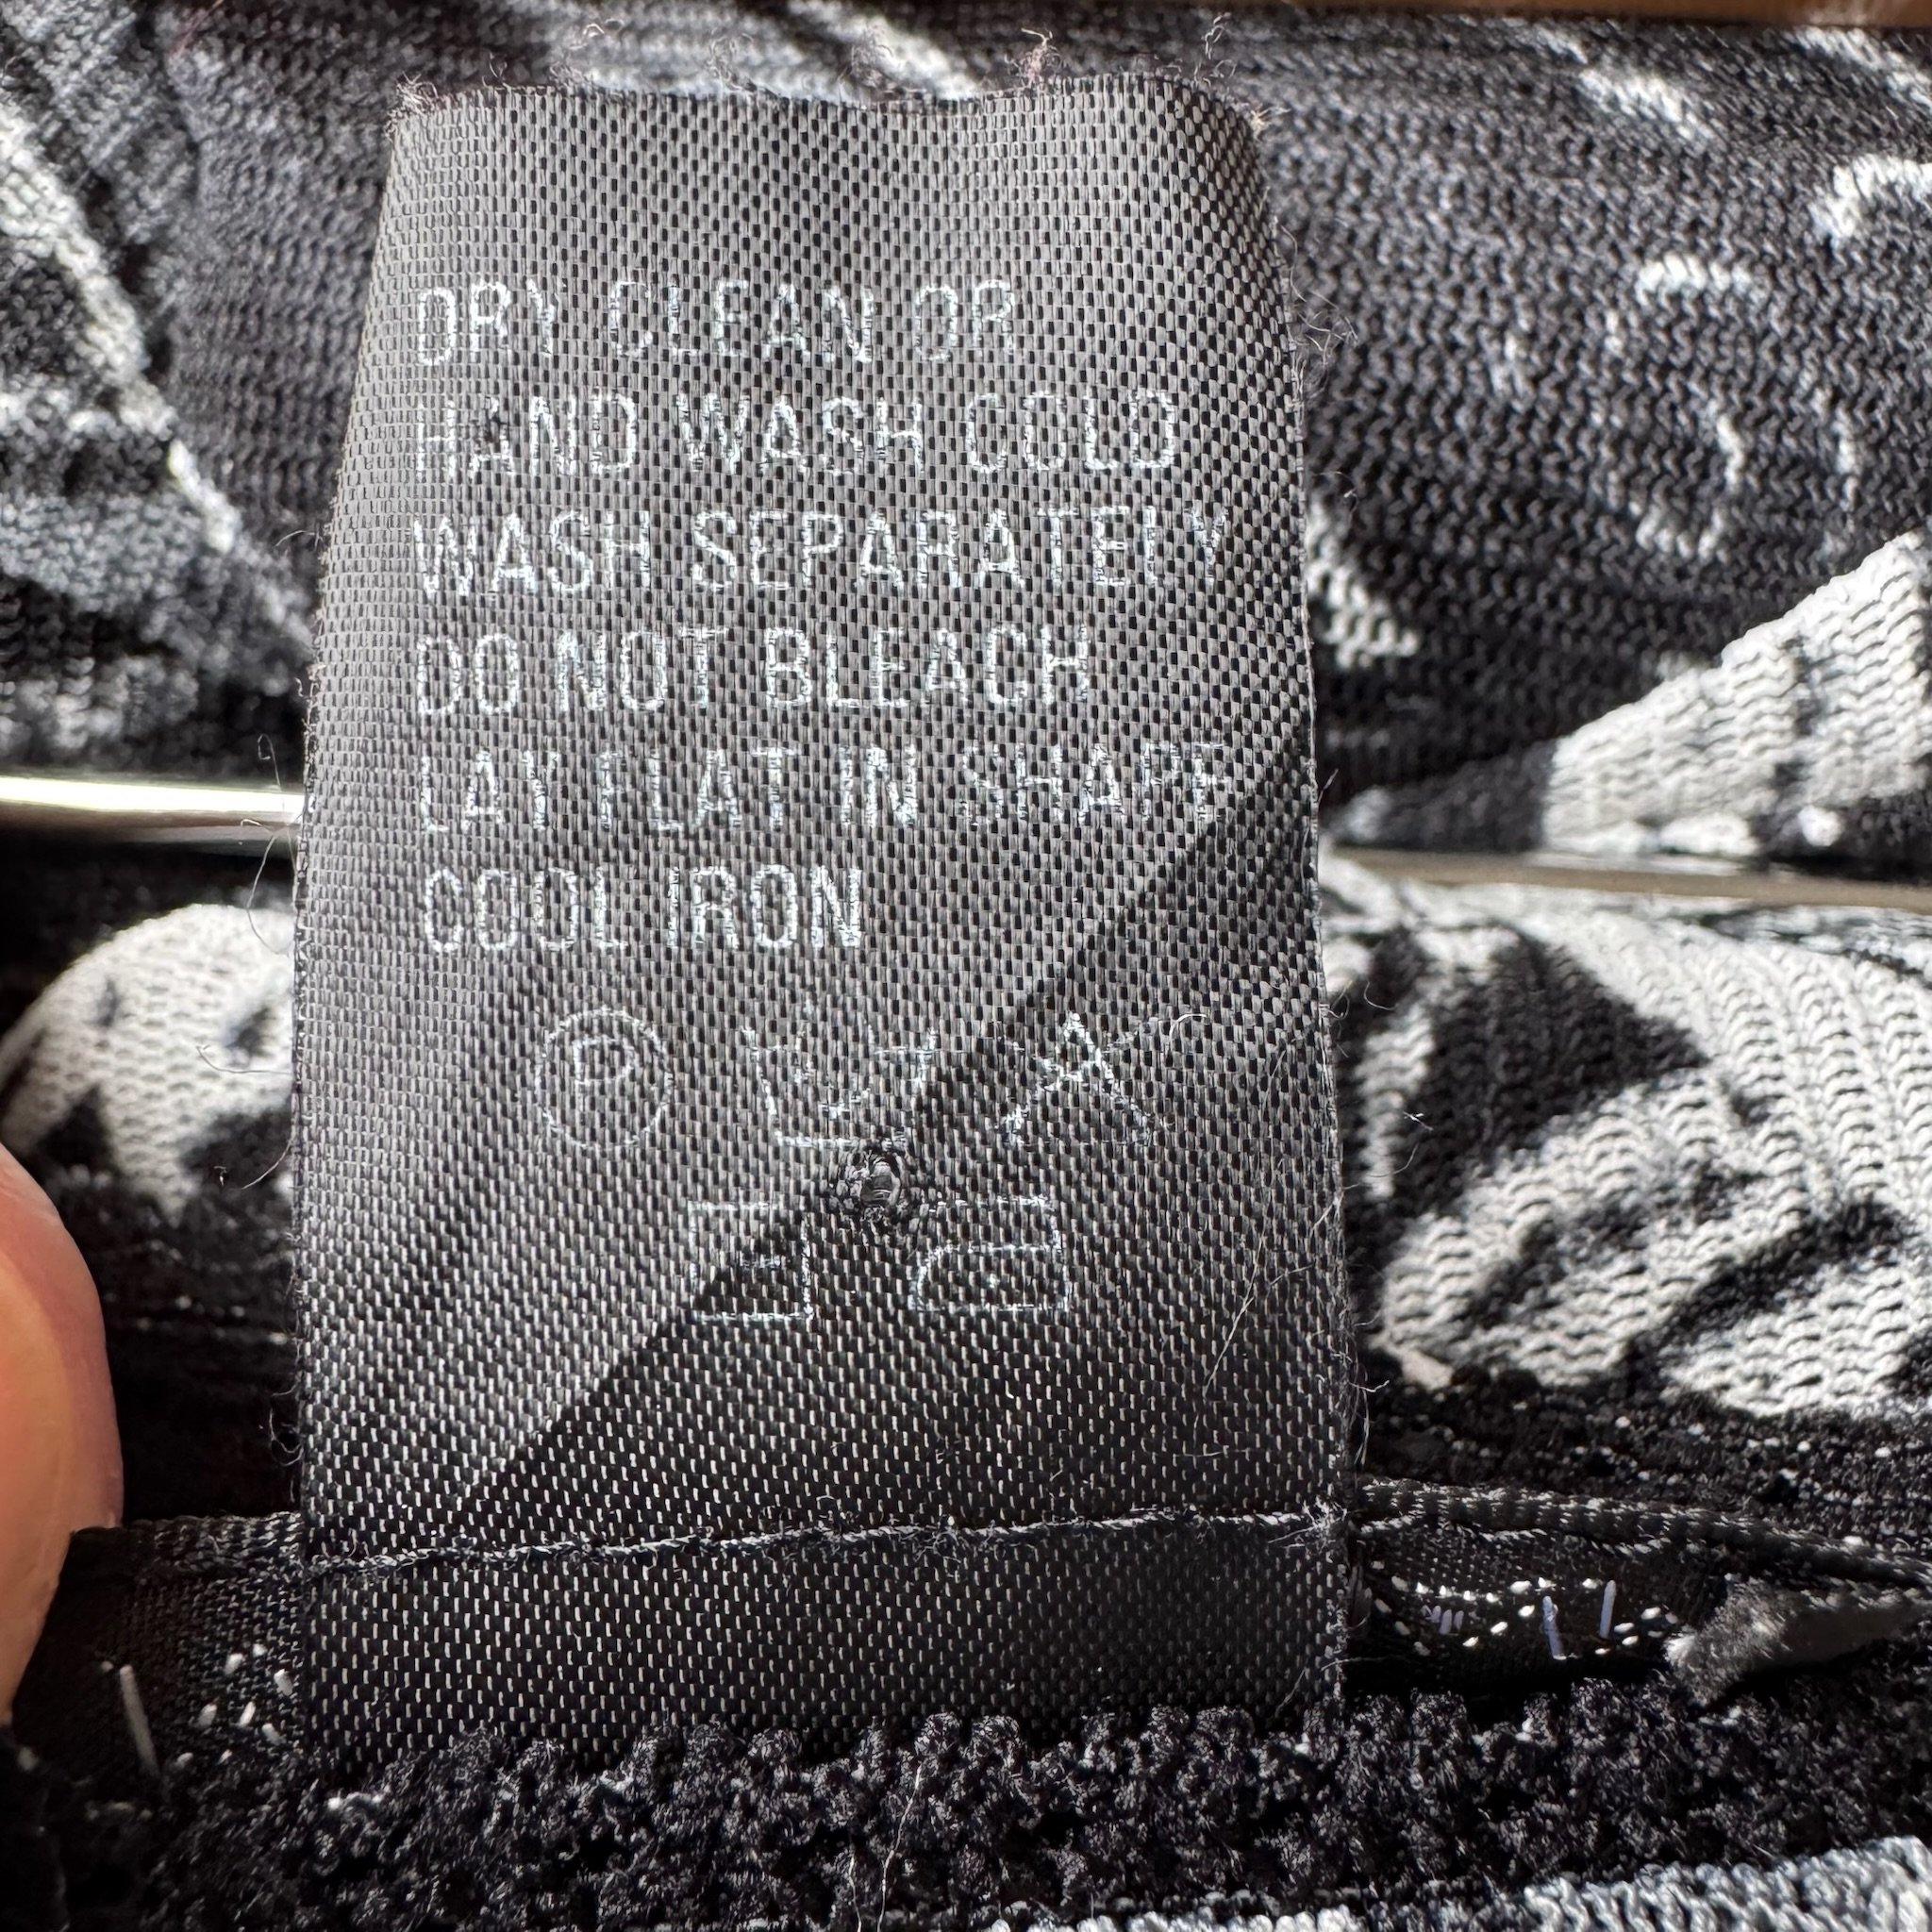 DRY CLEAN OR
HAND WASH COLD
WASH SEPARATELY
DO NOT BLEACH
LAY FLAT IN SHAPE
COOL IRON
P